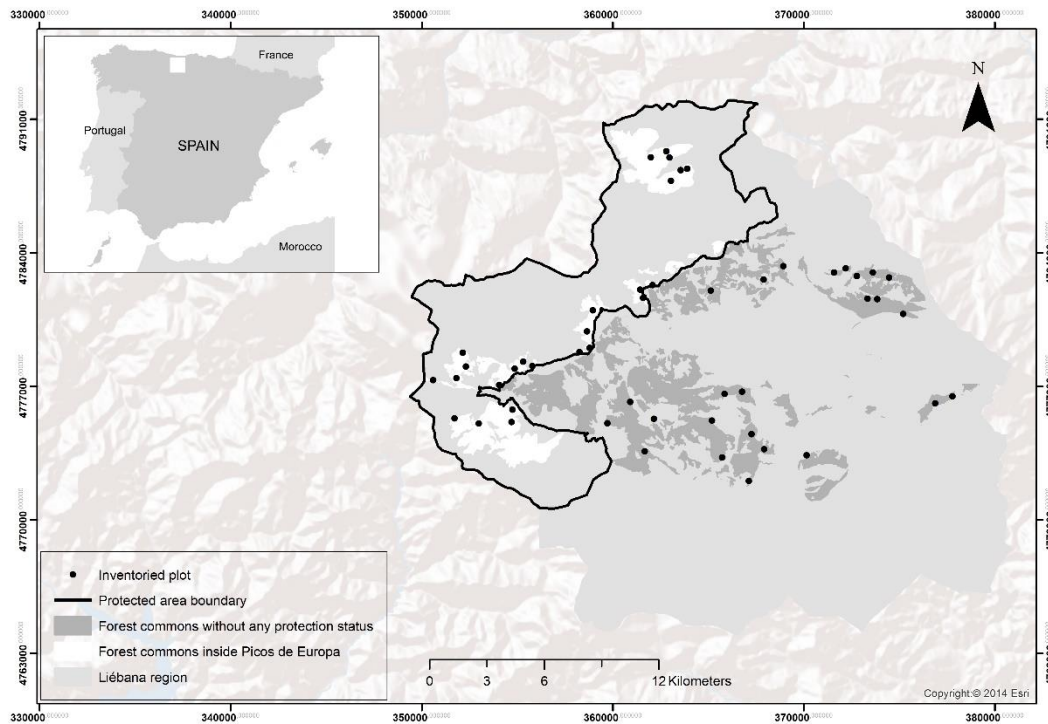 330000 340000 350000 360000 370000 380000
N
4791000
4784000
4777000
4770000
4763000
France
Portugal
SPAIN
Morocco
Inventoried plot
Protected area boundary
Forest commons without any protection status
Forest commons inside Picos de Europa
Liébana region
0 3 6 12 Kilometers
Copyright:© 2014 Esri
330000 340000 350000 360000 370000 380000